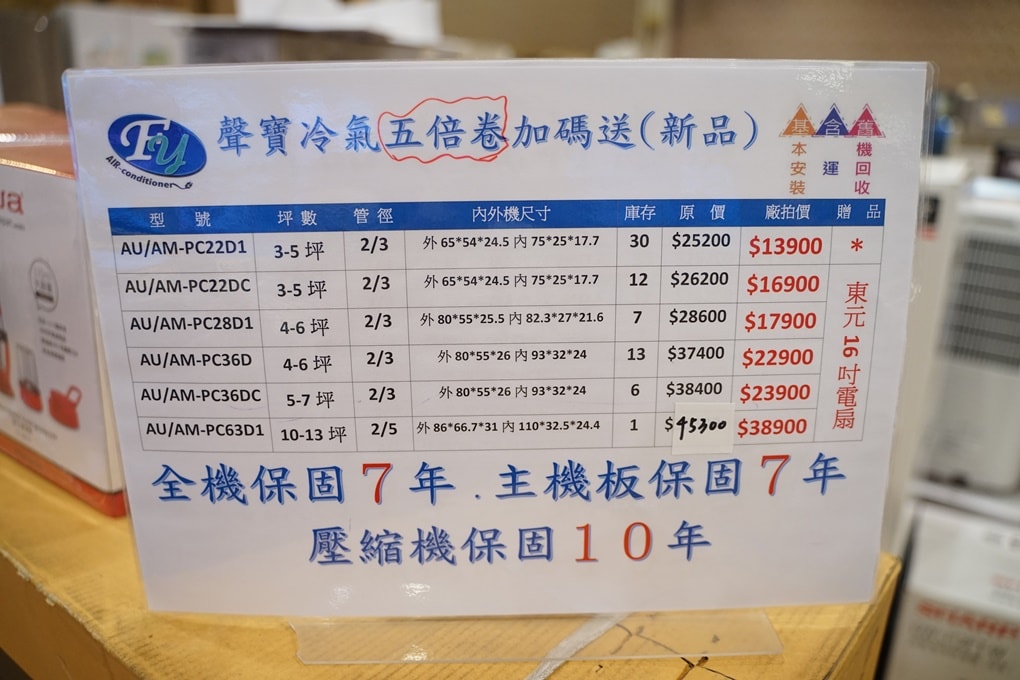 FY
AIR-conditioner
聲寶冷氣五倍卷加碼送(新品)
基本安裝
含運
舊機回收
型號 坪數 管徑 內外機尺寸 庫存 原價 廠拍價 贈品
AU/AM-PC22D1 3-5 坪 2/3 外 65*54*24.5 內 75*25*17.7 30 $25200 $13900 *
AU/AM-PC22DC 3-5 坪 2/3 外 65*54*24.5 內 75*25*17.7 12 $26200 $16900
AU/AM-PC28D1 4-6 坪 2/3 外 80*55*25.5 內 82.3*27*21.6 7 $28600 $17900
AU/AM-PC36D 4-6 坪 2/3 外 80*55*26 內 93*32*24 13 $37400 $22900
AU/AM-PC36DC 5-7 坪 2/3 外 80*55*26 內 93*32*24 6 $38400 $23900
AU/AM-PC63D1 10-13 坪 2/5 外 86*66.7*31 內 110*32.5*24.4 1 $45300 $38900
東元 16 吋電扇
全機保固7年.主機板保固7年
壓縮機保固10年